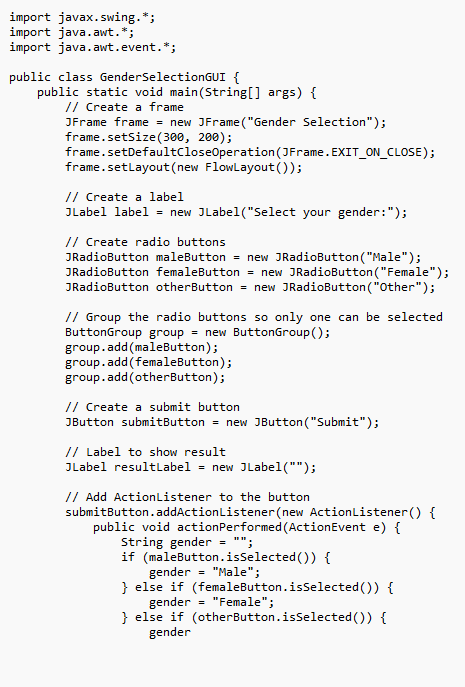 import javax.swing.*;
import java.awt.*;
import java.awt.event.*;

public class GenderSelectionGUI {
    public static void main(String[] args) {
        // Create a frame
        JFrame frame = new JFrame("Gender Selection");
        frame.setSize(300, 200);
        frame.setDefaultCloseOperation(JFrame.EXIT_ON_CLOSE);
        frame.setLayout(new FlowLayout());

        // Create a label
        JLabel label = new JLabel("Select your gender:");

        // Create radio buttons
        JRadioButton maleButton = new JRadioButton("Male");
        JRadioButton femaleButton = new JRadioButton("Female");
        JRadioButton otherButton = new JRadioButton("Other");

        // Group the radio buttons so only one can be selected
        ButtonGroup group = new ButtonGroup();
        group.add(maleButton);
        group.add(femaleButton);
        group.add(otherButton);

        // Create a submit button
        JButton submitButton = new JButton("Submit");

        // Label to show result
        JLabel resultLabel = new JLabel("");

        // Add ActionListener to the button
        submitButton.addActionListener(new ActionListener() {
            public void actionPerformed(ActionEvent e) {
                String gender = "";
                if (maleButton.isSelected()) {
                    gender = "Male";
                } else if (femaleButton.isSelected()) {
                    gender = "Female";
                } else if (otherButton.isSelected()) {
                    gender